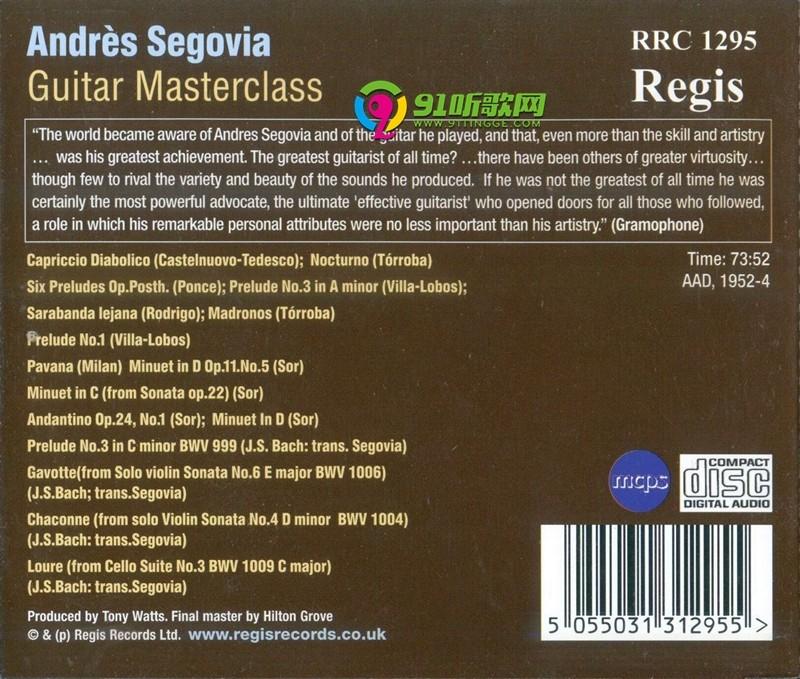 Andrès Segovia
Guitar Masterclass
RRC 1295
Regis
91听歌网
WWW.91TINGGE.COM
“The world became aware of Andres Segovia and of the guitar he played, and that, even more than the skill and artistry
... was his greatest achievement. The greatest guitarist of all time? ...there have been others of greater virtuosity...
though few to rival the variety and beauty of the sounds he produced. If he was not the greatest of all time he was
certainly the most powerful advocate, the ultimate 'effective guitarist' who opened doors for all those who followed,
a role in which his remarkable personal attributes were no less important than his artistry.” (Gramophone)
Capriccio Diabolico (Castelnuovo-Tedesco); Nocturno (Tórroba)
Six Preludes Op.Posth. (Ponce); Prelude No.3 in A minor (Villa-Lobos);
Sarabanda lejana (Rodrigo); Madronos (Tórroba)
Prelude No.1 (Villa-Lobos)
Pavana (Milan) Minuet in D Op.11.No.5 (Sor)
Minuet in C (from Sonata op.22) (Sor)
Andantino Op.24, No.1 (Sor); Minuet In D (Sor)
Prelude No.3 in C minor BWV 999 (J.S. Bach: trans. Segovia)
Gavotte(from Solo violin Sonata No.6 E major BWV 1006)
(J.S.Bach; trans.Segovia)
Chaconne (from solo Violin Sonata No.4 D minor BWV 1004)
(J.S.Bach: trans.Segovia)
Loure (from Cello Suite No.3 BWV 1009 C major)
(J.S.Bach: trans.Segovia)
Time: 73:52
AAD, 1952-4
mcps
COMPACT
disc
DIGITAL AUDIO
5 055031 312955 >
Produced by Tony Watts. Final master by Hilton Grove
© & (p) Regis Records Ltd. www.regisrecords.co.uk